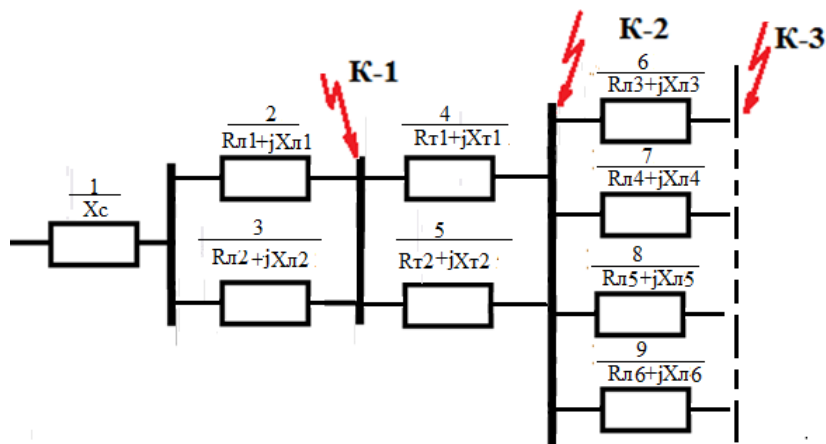 К-1
К-2
К-3
1
Xc
2
Rл1+jXл1
3
Rл2+jXл2
4
Rт1+jXт1
5
Rт2+jXт2
6
Rл3+jXл3
7
Rл4+jXл4
8
Rл5+jXл5
9
Rл6+jXл6